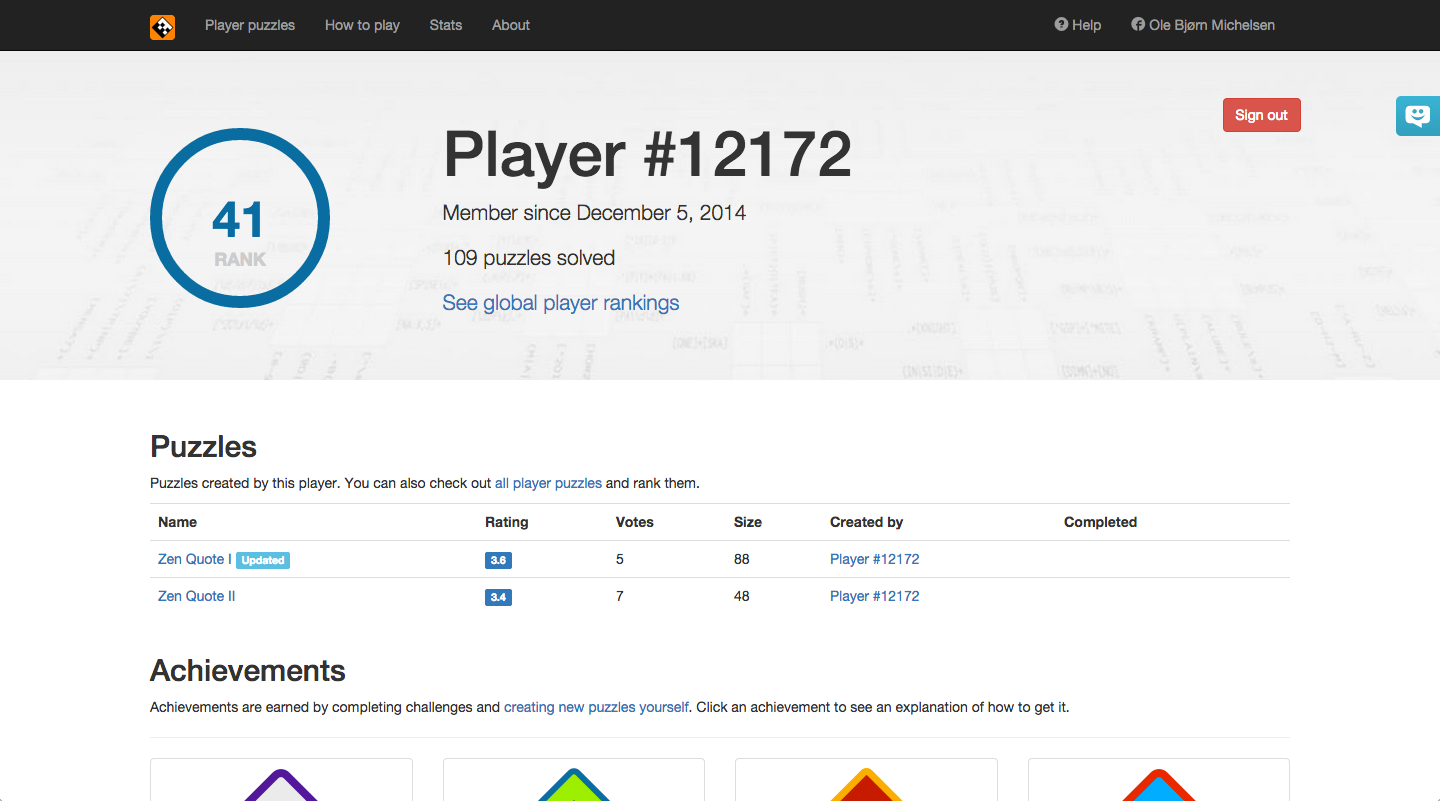 Player puzzles How to play Stats About Help Ole Bjørn Michelsen
Sign out
Player #12172
Member since December 5, 2014
109 puzzles solved
See global player rankings
41
RANK
Puzzles
Puzzles created by this player. You can also check out all player puzzles and rank them.
Name Rating Votes Size Created by Completed
Zen Quote I Updated 3.6 5 88 Player #12172
Zen Quote II 3.4 7 48 Player #12172
Achievements
Achievements are earned by completing challenges and creating new puzzles yourself. Click an achievement to see an explanation of how to get it.